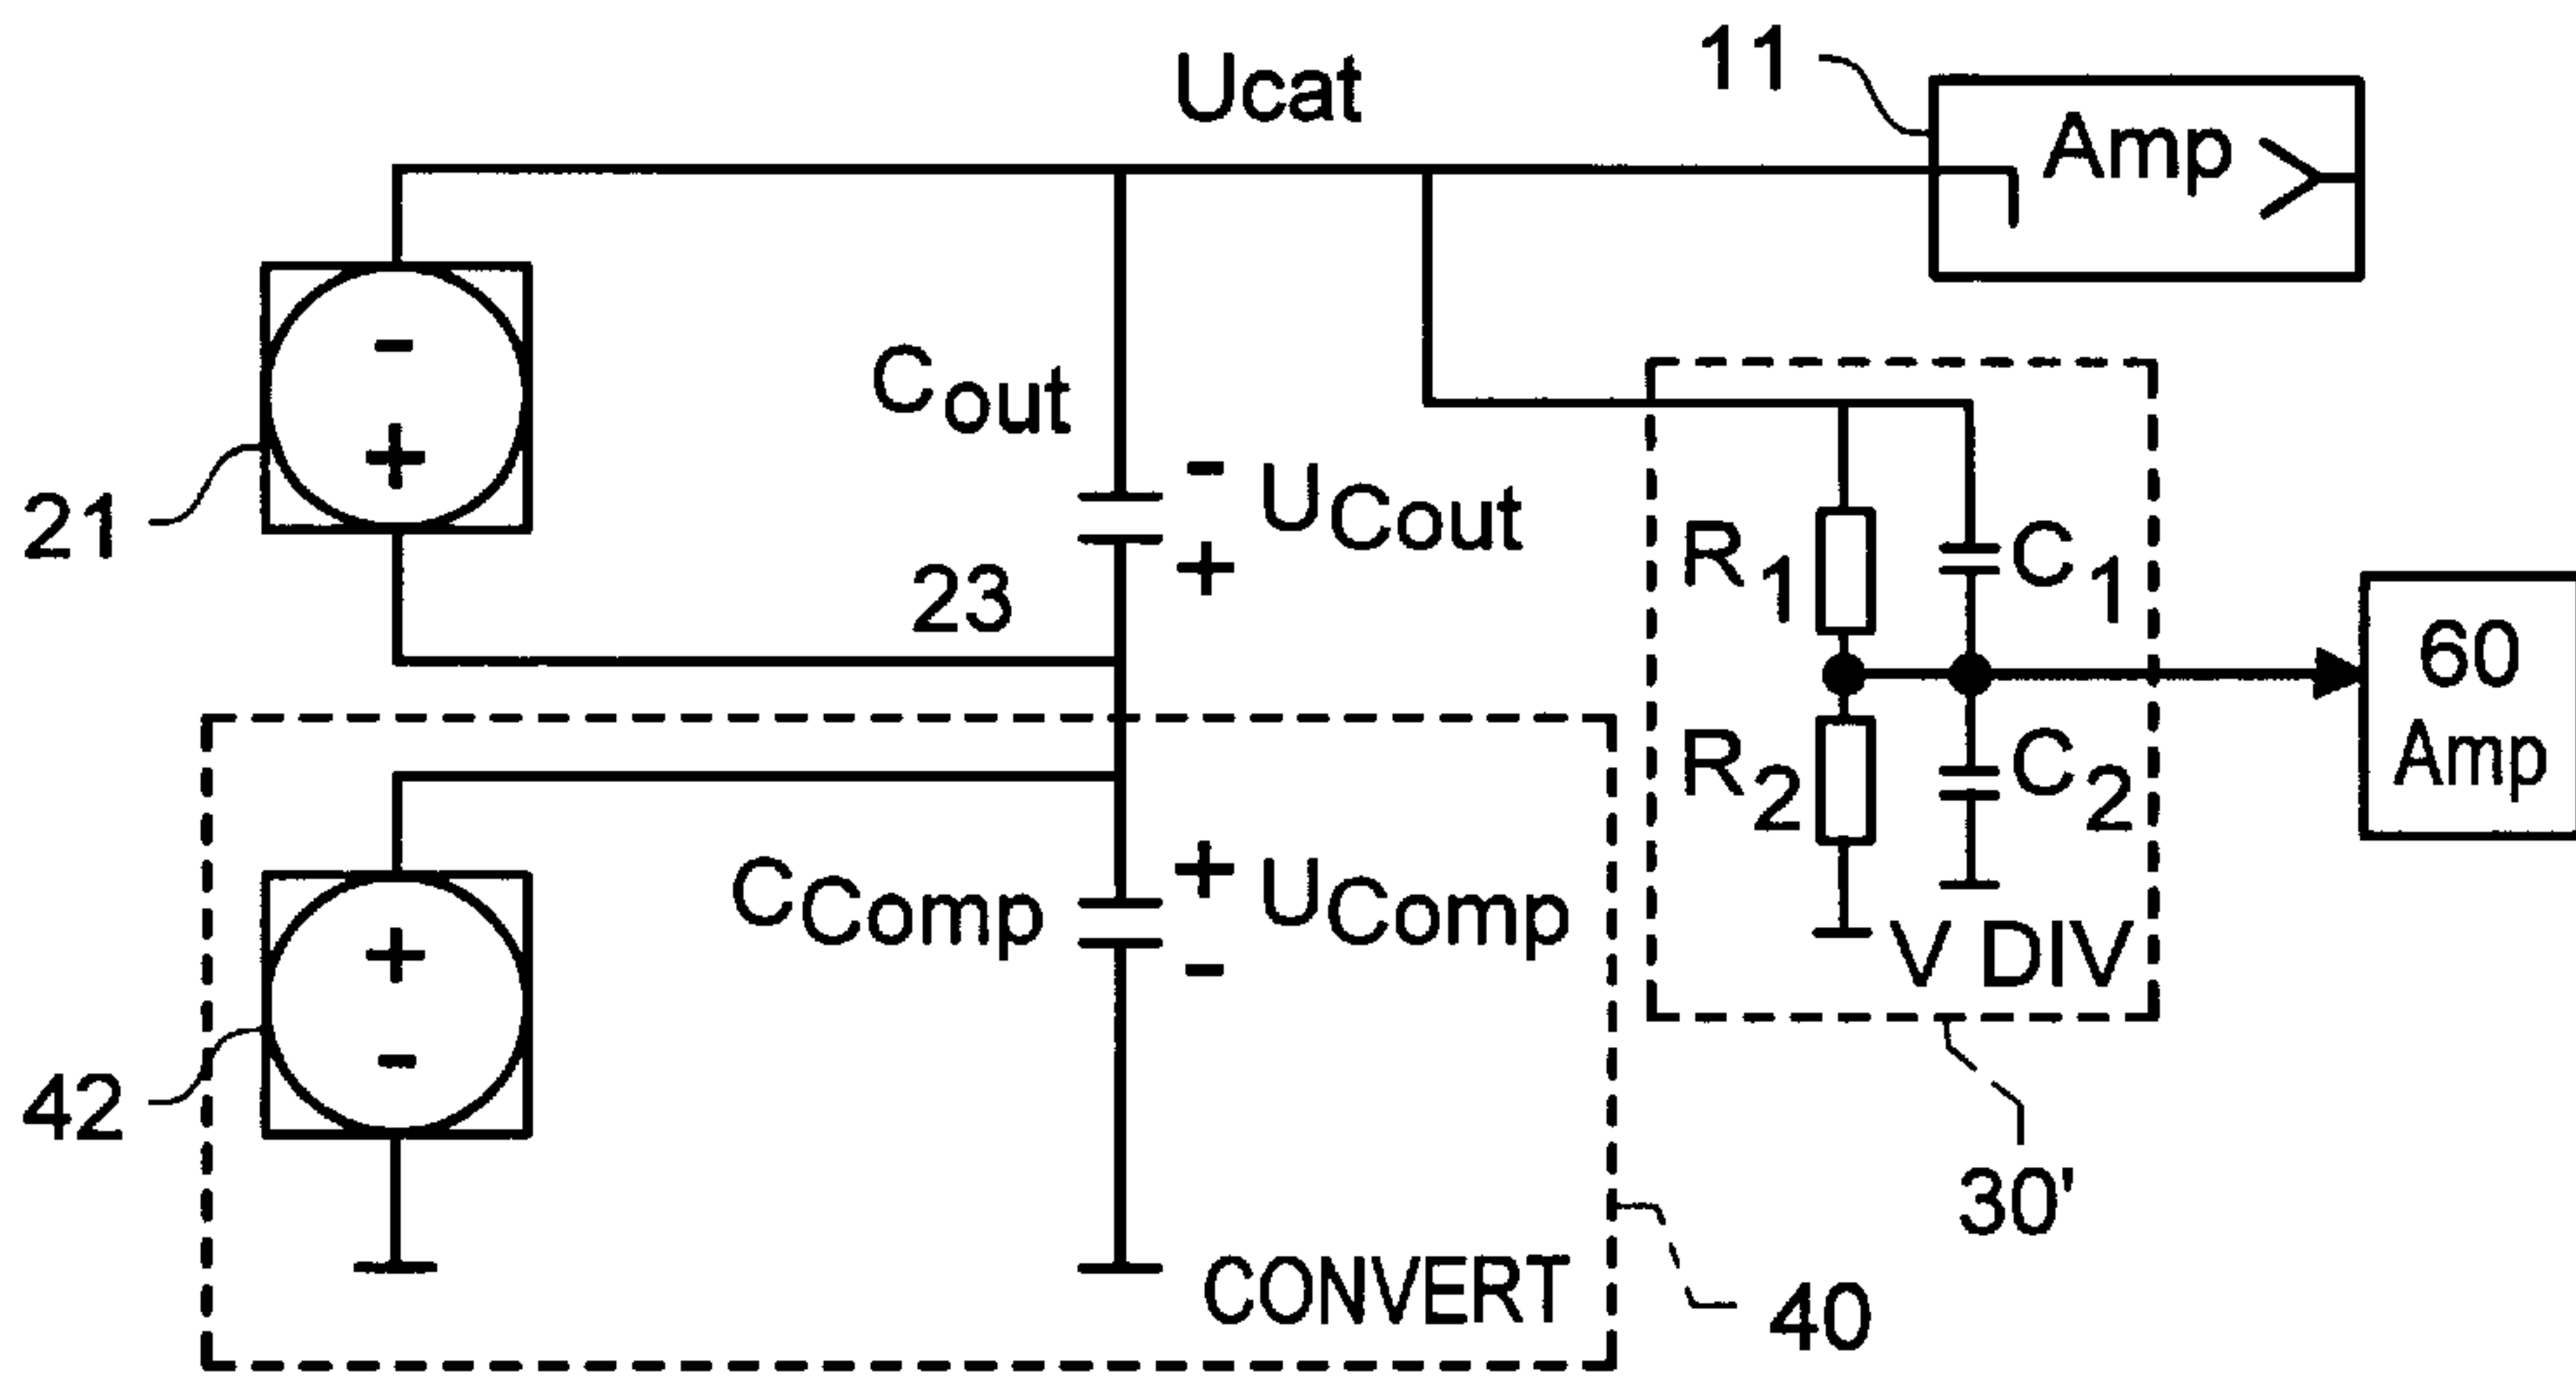 Ucat
11
Amp
-
+
21
Cout
-
UCout
+
23
R1
C1
60
Amp
R2
C2
V DIV
30'
+
-
42
CComp
+
UComp
-
CONVERT
40